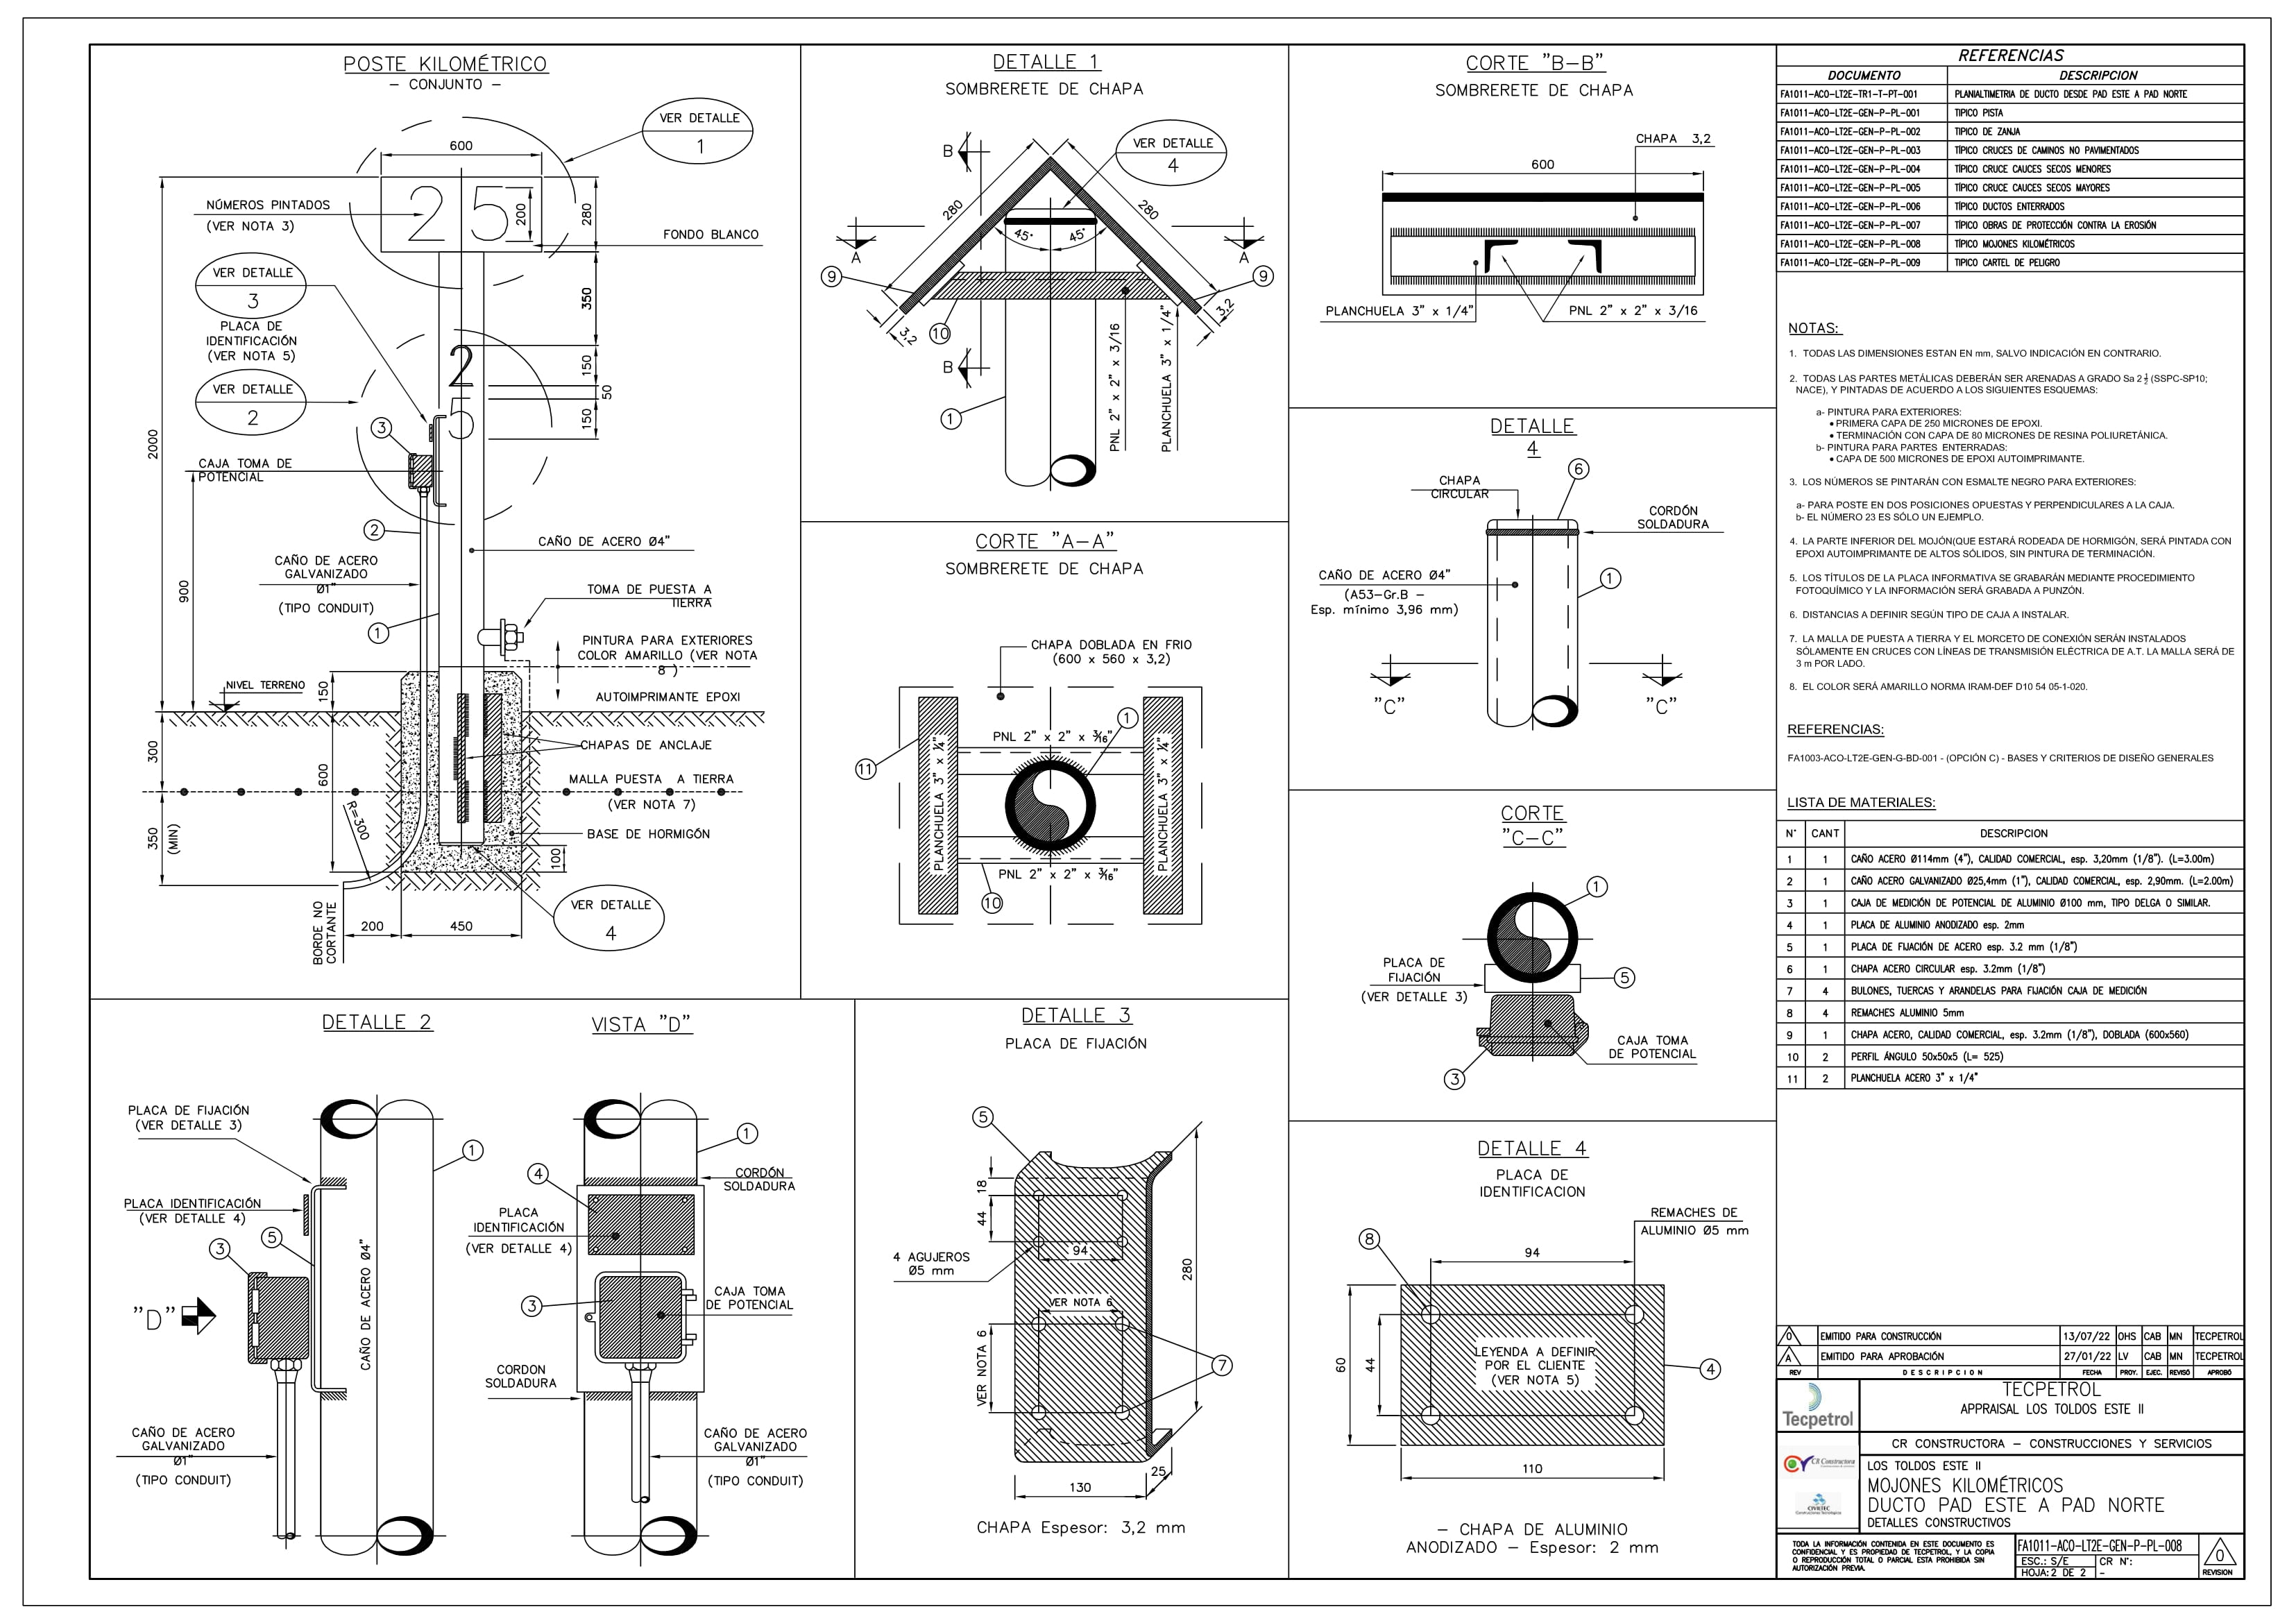 POSTE KILOMÉTRICO
- CONJUNTO -
VER DETALLE
1
600
2 5
200
280
NÚMEROS PINTADOS
(VER NOTA 3)
FONDO BLANCO
VER DETALLE
3
PLACA DE
IDENTIFICACIÓN
(VER NOTA 5)
VER DETALLE
2
350
2
5
150
50
150
3
2000
CAJA TOMA DE
POTENCIAL
2
CAÑO DE ACERO Ø4"
CAÑO DE ACERO
GALVANIZADO
Ø1"
(TIPO CONDUIT)
900
TOMA DE PUESTA A
TIERRA
1
PINTURA PARA EXTERIORES
COLOR AMARILLO (VER NOTA
8 )
NIVEL TERRENO
150
AUTOIMPRIMANTE EPOXI
CHAPAS DE ANCLAJE
300
600
MALLA PUESTA A TIERRA
(VER NOTA 7)
350
(MIN)
R=300
BASE DE HORMIGÓN
100
VER DETALLE
4
BORDE NO
CORTANTE
200
450
DETALLE 1
SOMBRERETE DE CHAPA
B
VER DETALLE
4
280
280
45°
45°
A
A
9
9
10
3,2
3,2
B
1
PNL 2" x 2" x 3/16
PLANCHUELA 3" x 1/4"
CORTE "A-A"
SOMBRERETE DE CHAPA
CHAPA DOBLADA EN FRIO
(600 x 560 x 3,2)
1
PNL 2" x 2" x 3/16"
11
PLANCHUELA 3" x 1/4"
PLANCHUELA 3" x 1/4"
PNL 2" x 2" x 3/16"
10
CORTE "B-B"
SOMBRERETE DE CHAPA
CHAPA 3,2
600
PLANCHUELA 3" x 1/4"
PNL 2" x 2" x 3/16
DETALLE
4
6
CHAPA
CIRCULAR
CORDÓN
SOLDADURA
CAÑO DE ACERO Ø4"
(A53-Gr.B -
Esp. mínimo 3,96 mm)
1
"C"
"C"
CORTE
"C-C"
1
PLACA DE
FIJACIÓN
(VER DETALLE 3)
5
CAJA TOMA
DE POTENCIAL
3
DETALLE 2
PLACA DE FIJACIÓN
(VER DETALLE 3)
1
PLACA IDENTIFICACIÓN
(VER DETALLE 4)
5
3
"D"
CAÑO DE ACERO Ø4"
CAÑO DE ACERO
GALVANIZADO
Ø1"
(TIPO CONDUIT)
VISTA "D"
1
4
CORDÓN
SOLDADURA
PLACA
IDENTIFICACIÓN
(VER DETALLE 4)
3
CAJA TOMA
DE POTENCIAL
CORDON
SOLDADURA
CAÑO DE ACERO
GALVANIZADO
Ø1"
(TIPO CONDUIT)
DETALLE 3
PLACA DE FIJACIÓN
5
18
44
94
4 AGUJEROS
Ø5 mm
280
VER NOTA 6
VER NOTA 6
7
25
130
CHAPA Espesor: 3,2 mm
DETALLE 4
PLACA DE
IDENTIFICACION
REMACHES DE
ALUMINIO Ø5 mm
8
94
60
44
LEYENDA A DEFINIR
POR EL CLIENTE
(VER NOTA 5)
4
110
- CHAPA DE ALUMINIO
ANODIZADO - Espesor: 2 mm
REFERENCIAS
DOCUMENTO DESCRIPCION
FA1011-ACO-LT2E-TR1-T-PT-001 PLANIALTIMETRIA DE DUCTO DESDE PAD ESTE A PAD NORTE
FA1011-ACO-LT2E-GEN-P-PL-001 TIPICO PISTA
FA1011-ACO-LT2E-GEN-P-PL-002 TIPICO DE ZANJA
FA1011-ACO-LT2E-GEN-P-PL-003 TÍPICO CRUCES DE CAMINOS NO PAVIMENTADOS
FA1011-ACO-LT2E-GEN-P-PL-004 TÍPICO CRUCE CAUCES SECOS MENORES
FA1011-ACO-LT2E-GEN-P-PL-005 TÍPICO CRUCE CAUCES SECOS MAYORES
FA1011-ACO-LT2E-GEN-P-PL-006 TÍPICO DUCTOS ENTERRADOS
FA1011-ACO-LT2E-GEN-P-PL-007 TÍPICO OBRAS DE PROTECCIÓN CONTRA LA EROSIÓN
FA1011-ACO-LT2E-GEN-P-PL-008 TÍPICO MOJONES KILOMÉTRICOS
FA1011-ACO-LT2E-GEN-P-PL-009 TIPICO CARTEL DE PELIGRO
NOTAS:
1. TODAS LAS DIMENSIONES ESTAN EN mm, SALVO INDICACIÓN EN CONTRARIO.
2. TODAS LAS PARTES METÁLICAS DEBERÁN SER ARENADAS A GRADO Sa 2 ½ (SSPC-SP10;
NACE), Y PINTADAS DE ACUERDO A LOS SIGUIENTES ESQUEMAS:
a- PINTURA PARA EXTERIORES:
• PRIMERA CAPA DE 250 MICRONES DE EPOXI.
• TERMINACIÓN CON CAPA DE 80 MICRONES DE RESINA POLIURETÁNICA.
b- PINTURA PARA PARTES ENTERRADAS:
• CAPA DE 500 MICRONES DE EPOXI AUTOIMPRIMANTE.
3. LOS NÚMEROS SE PINTARÁN CON ESMALTE NEGRO PARA EXTERIORES:
a- PARA POSTE EN DOS POSICIONES OPUESTAS Y PERPENDICULARES A LA CAJA.
b- EL NÚMERO 23 ES SÓLO UN EJEMPLO.
4. LA PARTE INFERIOR DEL MOJÓN(QUE ESTARÁ RODEADA DE HORMIGÓN, SERÁ PINTADA CON
EPOXI AUTOIMPRIMANTE DE ALTOS SÓLIDOS, SIN PINTURA DE TERMINACIÓN.
5. LOS TÍTULOS DE LA PLACA INFORMATIVA SE GRABARÁN MEDIANTE PROCEDIMIENTO
FOTOQUÍMICO Y LA INFORMACIÓN SERÁ GRABADA A PUNZÓN.
6. DISTANCIAS A DEFINIR SEGÚN TIPO DE CAJA A INSTALAR.
7. LA MALLA DE PUESTA A TIERRA Y EL MORCETO DE CONEXIÓN SERÁN INSTALADOS
SÓLAMENTE EN CRUCES CON LÍNEAS DE TRANSMISIÓN ELÉCTRICA DE A.T. LA MALLA SERÁ DE
3 m POR LADO.
8. EL COLOR SERÁ AMARILLO NORMA IRAM-DEF D10 54 05-1-020.
REFERENCIAS:
FA1003-ACO-LT2E-GEN-G-BD-001 - (OPCIÓN C) - BASES Y CRITERIOS DE DISEÑO GENERALES
LISTA DE MATERIALES:
N° CANT DESCRIPCION
1 1 CAÑO ACERO Ø114mm (4"), CALIDAD COMERCIAL, esp. 3,20mm (1/8"). (L=3.00m)
2 1 CAÑO ACERO GALVANIZADO Ø25,4mm (1"), CALIDAD COMERCIAL, esp. 2,90mm. (L=2.00m)
3 1 CAJA DE MEDICIÓN DE POTENCIAL DE ALUMINIO Ø100 mm, TIPO DELGA O SIMILAR.
4 1 PLACA DE ALUMINIO ANODIZADO esp. 2mm
5 1 PLACA DE FIJACIÓN DE ACERO esp. 3.2 mm (1/8")
6 1 CHAPA ACERO CIRCULAR esp. 3.2mm (1/8")
7 4 BULONES, TUERCAS Y ARANDELAS PARA FIJACIÓN CAJA DE MEDICIÓN
8 4 REMACHES ALUMINIO 5mm
9 1 CHAPA ACERO, CALIDAD COMERCIAL, esp. 3.2mm (1/8"), DOBLADA (600x560)
10 2 PERFIL ÁNGULO 50x50x5 (L= 525)
11 2 PLANCHUELA ACERO 3" x 1/4"
0 EMITIDO PARA CONSTRUCCIÓN 13/07/22 OHS CAB MN TECPETROL
A EMITIDO PARA APROBACIÓN 27/01/22 LV CAB MN TECPETROL
REV DESCRIPCION FECHA PROY. EJEC. REVISÓ APROBÓ
Tecpetrol
TECPETROL
APPRAISAL LOS TOLDOS ESTE II
CR CONSTRUCTORA - CONSTRUCCIONES Y SERVICIOS
CR Constructora
CIVILTEC
LOS TOLDOS ESTE II
MOJONES KILOMÉTRICOS
DUCTO PAD ESTE A PAD NORTE
DETALLES CONSTRUCTIVOS
TODA LA INFORMACIÓN CONTENIDA EN ESTE DOCUMENTO ES
CONFIDENCIAL Y ES PROPIEDAD DE TECPETROL, Y LA COPIA
O REPRODUCCIÓN TOTAL O PARCIAL ESTA PROHIBIDA SIN
AUTORIZACIÓN PREVIA.
FA1011-ACO-LT2E-GEN-P-PL-008
ESC.: S/E CR N°:
HOJA: 2 DE 2 -
0
REVISION